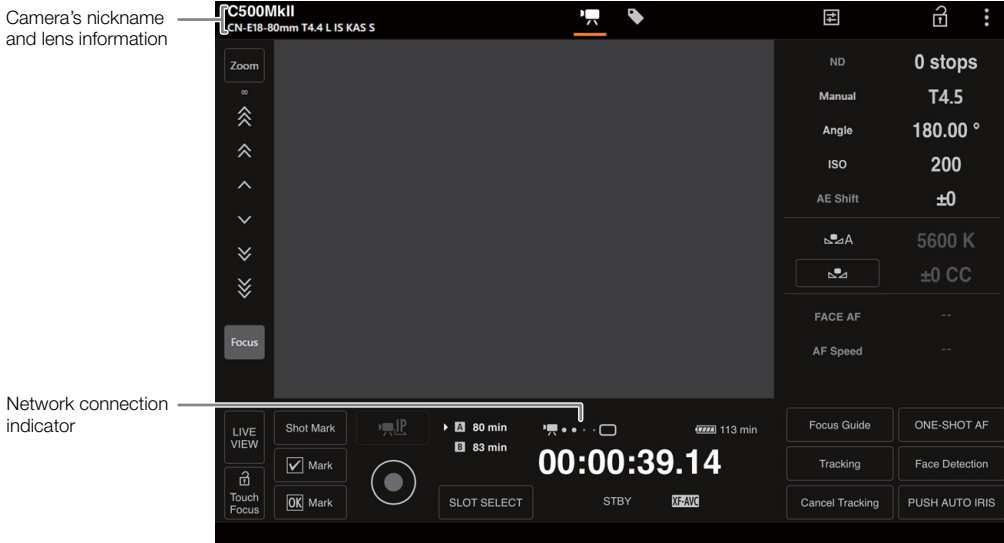 Camera's nickname
and lens information
C500MkII
CN-E18-80mm T4.4 L IS KAS S
Zoom
∞
ND 0 stops
Manual T4.5
Angle 180.00 °
ISO 200
AE Shift ±0
A 5600 K
±0 CC
Focus
FACE AF --
AF Speed --
Network connection
indicator
LIVE
VIEW
Shot Mark
IP
A 80 min
B 83 min
113 min
00:00:39.14
Mark
Touch
Focus
OK Mark
SLOT SELECT
STBY
XF-AVC
Focus Guide
ONE-SHOT AF
Tracking
Face Detection
Cancel Tracking
PUSH AUTO IRIS